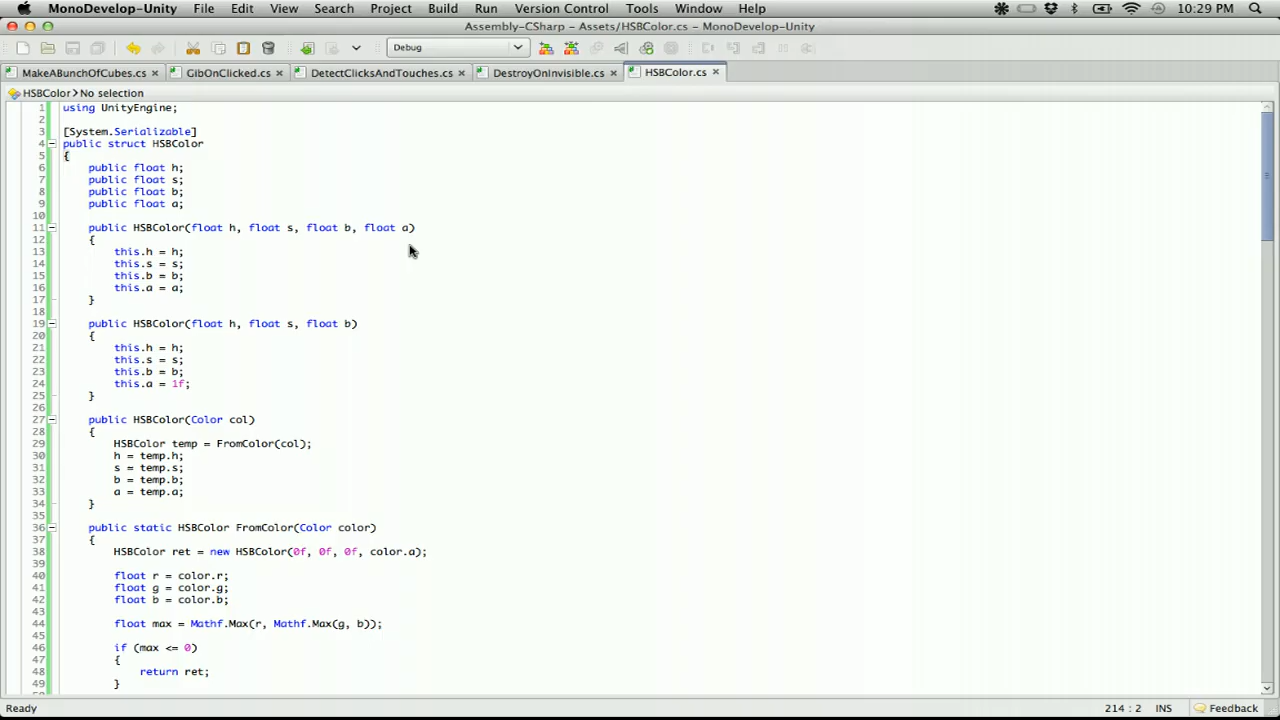 MonoDevelop-Unity File Edit View Search Project Build Run Version Control Tools Window Help 10:29 PM
Assembly-CSharp – Assets/HSBColor.cs – MonoDevelop-Unity
Debug
MakeABunchOfCubes.cs GibOnClicked.cs DetectClicksAndTouches.cs DestroyOnInvisible.cs HSBColor.cs
HSBColor No selection
1 using UnityEngine;
2
3 [System.Serializable]
4 public struct HSBColor
5 {
6 public float h;
7 public float s;
8 public float b;
9 public float a;
10
11 public HSBColor(float h, float s, float b, float a)
12 {
13 this.h = h;
14 this.s = s;
15 this.b = b;
16 this.a = a;
17 }
18
19 public HSBColor(float h, float s, float b)
20 {
21 this.h = h;
22 this.s = s;
23 this.b = b;
24 this.a = 1f;
25 }
26
27 public HSBColor(Color col)
28 {
29 HSBColor temp = FromColor(col);
30 h = temp.h;
31 s = temp.s;
32 b = temp.b;
33 a = temp.a;
34 }
35
36 public static HSBColor FromColor(Color color)
37 {
38 HSBColor ret = new HSBColor(0f, 0f, 0f, color.a);
39
40 float r = color.r;
41 float g = color.g;
42 float b = color.b;
43
44 float max = Mathf.Max(r, Mathf.Max(g, b));
45
46 if (max <= 0)
47 {
48 return ret;
49 }
Ready 214 : 2 INS Feedback